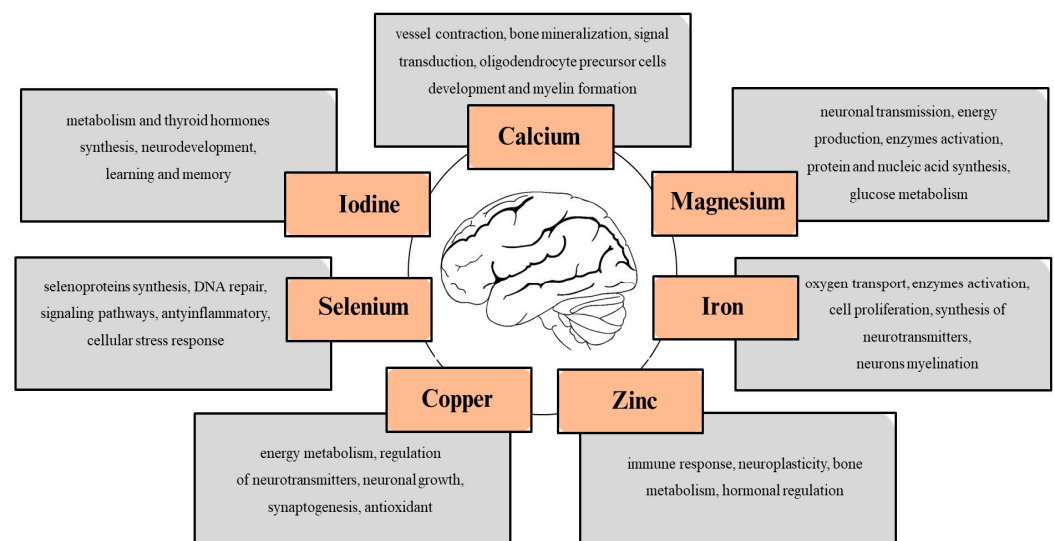 vessel contraction, bone mineralization, signal
transduction, oligodendrocyte precursor cells
development and myelin formation
Calcium
neuronal transmission, energy
production, enzymes activation,
protein and nucleic acid synthesis,
glucose metabolism
Magnesium
oxygen transport, enzymes activation,
cell proliferation, synthesis of
neurotransmitters,
neurons myelination
Iron
immune response, neuroplasticity, bone
metabolism, hormonal regulation
Zinc
energy metabolism, regulation
of neurotransmitters, neuronal growth,
synaptogenesis, antioxidant
Copper
selenoproteins synthesis, DNA repair,
signaling pathways, antyinflammatory,
cellular stress response
Selenium
metabolism and thyroid hormones
synthesis, neurodevelopment,
learning and memory
Iodine